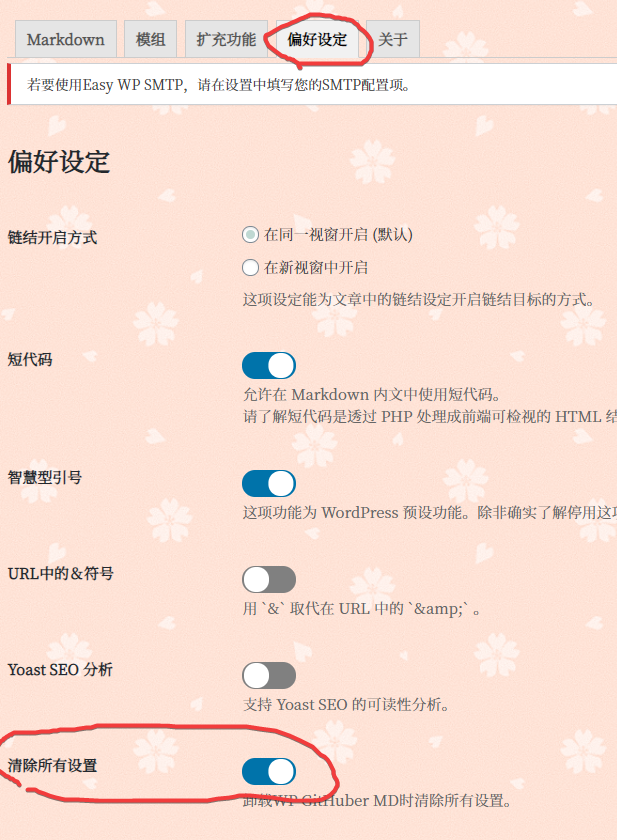 Markdown 模组 扩充功能 偏好设定 关于
若要使用Easy WP SMTP，请在设置中填写您的SMTP配置项。
偏好设定
链结开启方式
在同一视窗开启 (默认)
在新视窗中开启
这项设定能为文章中的链结设定开启链结目标的方式。
短代码
允许在 Markdown 内文中使用短代码。
请了解短代码是透过 PHP 处理成前端可检视的 HTML 结
智慧型引号
这项功能为 WordPress 预设功能。除非确实了解停用这项
URL中的＆符号
用 `&` 取代在 URL 中的 `&amp;` 。
Yoast SEO 分析
支持 Yoast SEO 的可读性分析。
清除所有设置
卸载WP GitHuber MD时清除所有设置。